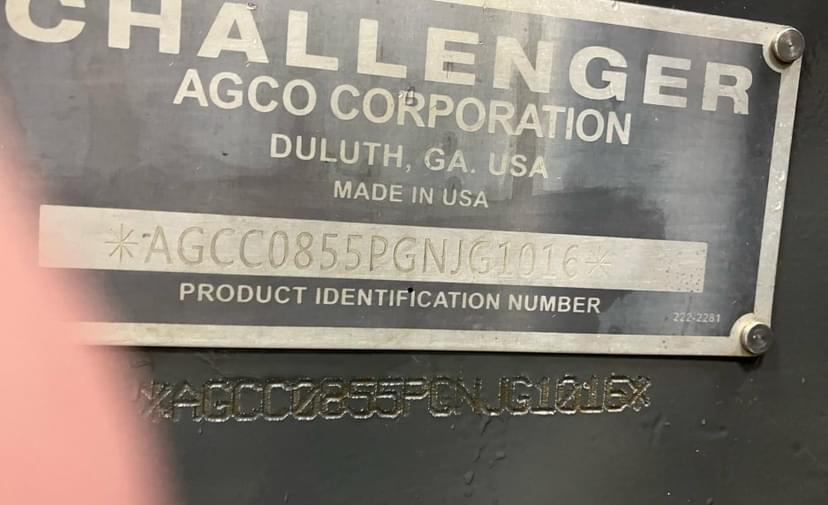 CHALLENGER
AGCO CORPORATION
DULUTH, GA. USA
MADE IN USA
*AGCC0855PGNJG1016*
PRODUCT IDENTIFICATION NUMBER
222-2281
*AGCC0855PGNJG1016*